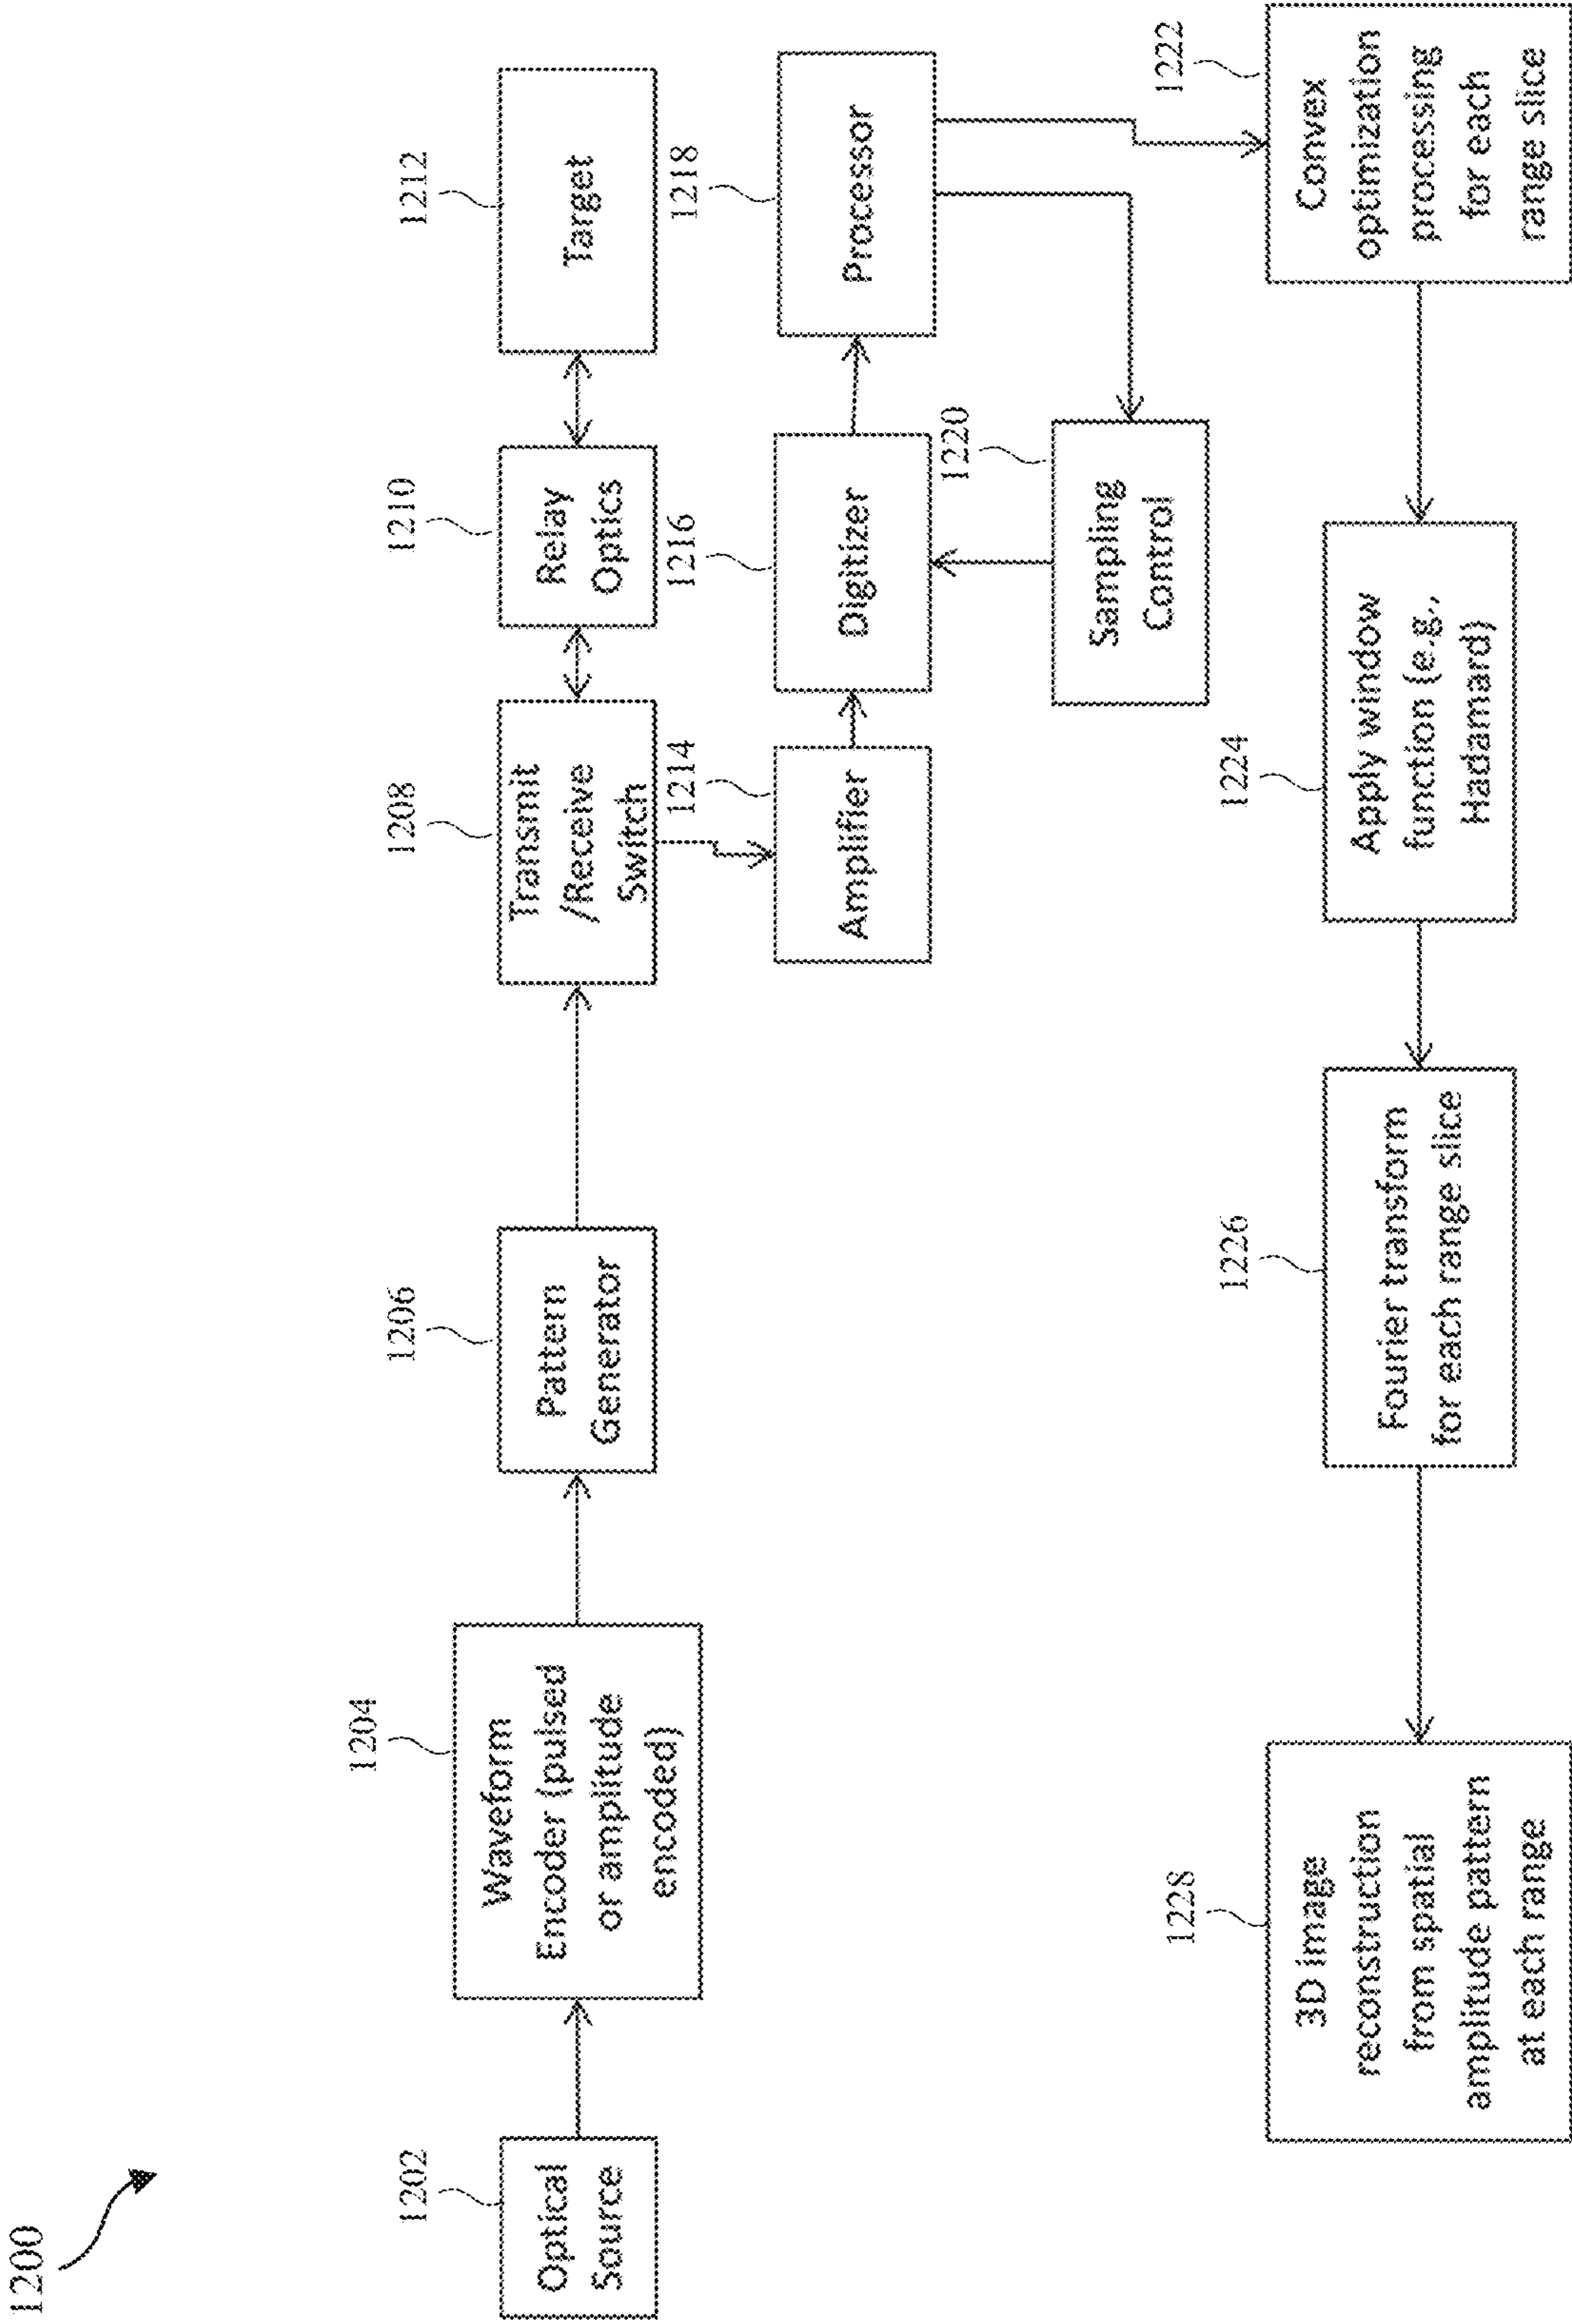 1200
1202
Optical
Source
1204
Waveform
Encoder (pulsed
or amplitude
encoded)
1206
Pattern
Generator
1208
Transmit
/Receive
Switch
1210
Relay
Optics
1212
Target
1214
Amplifier
1216
Digitizer
1218
Processor
1220
Sampling
Control
1222
Convex
optimization
processing
for each
range slice
1224
Apply window
function (e.g.,
Hadamard)
1226
Fourier transform
for each range slice
1228
3D image
reconstruction
from spatial
amplitude pattern
at each range